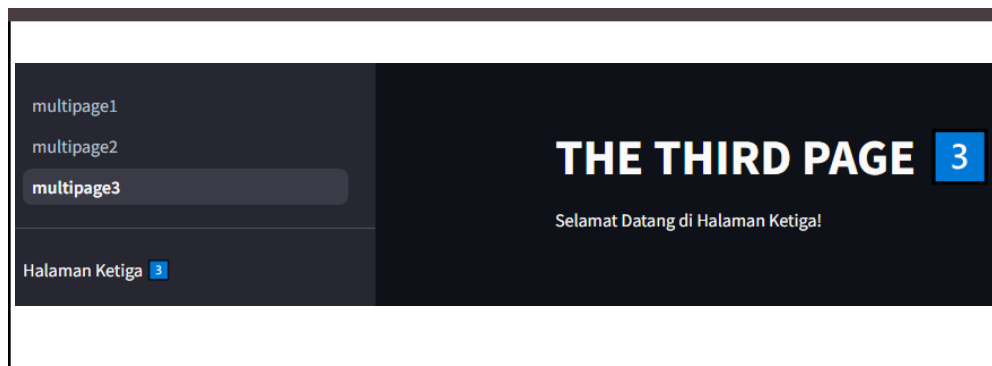 multipage1
multipage2
multipage3
Halaman Ketiga 3
THE THIRD PAGE 3
Selamat Datang di Halaman Ketiga!